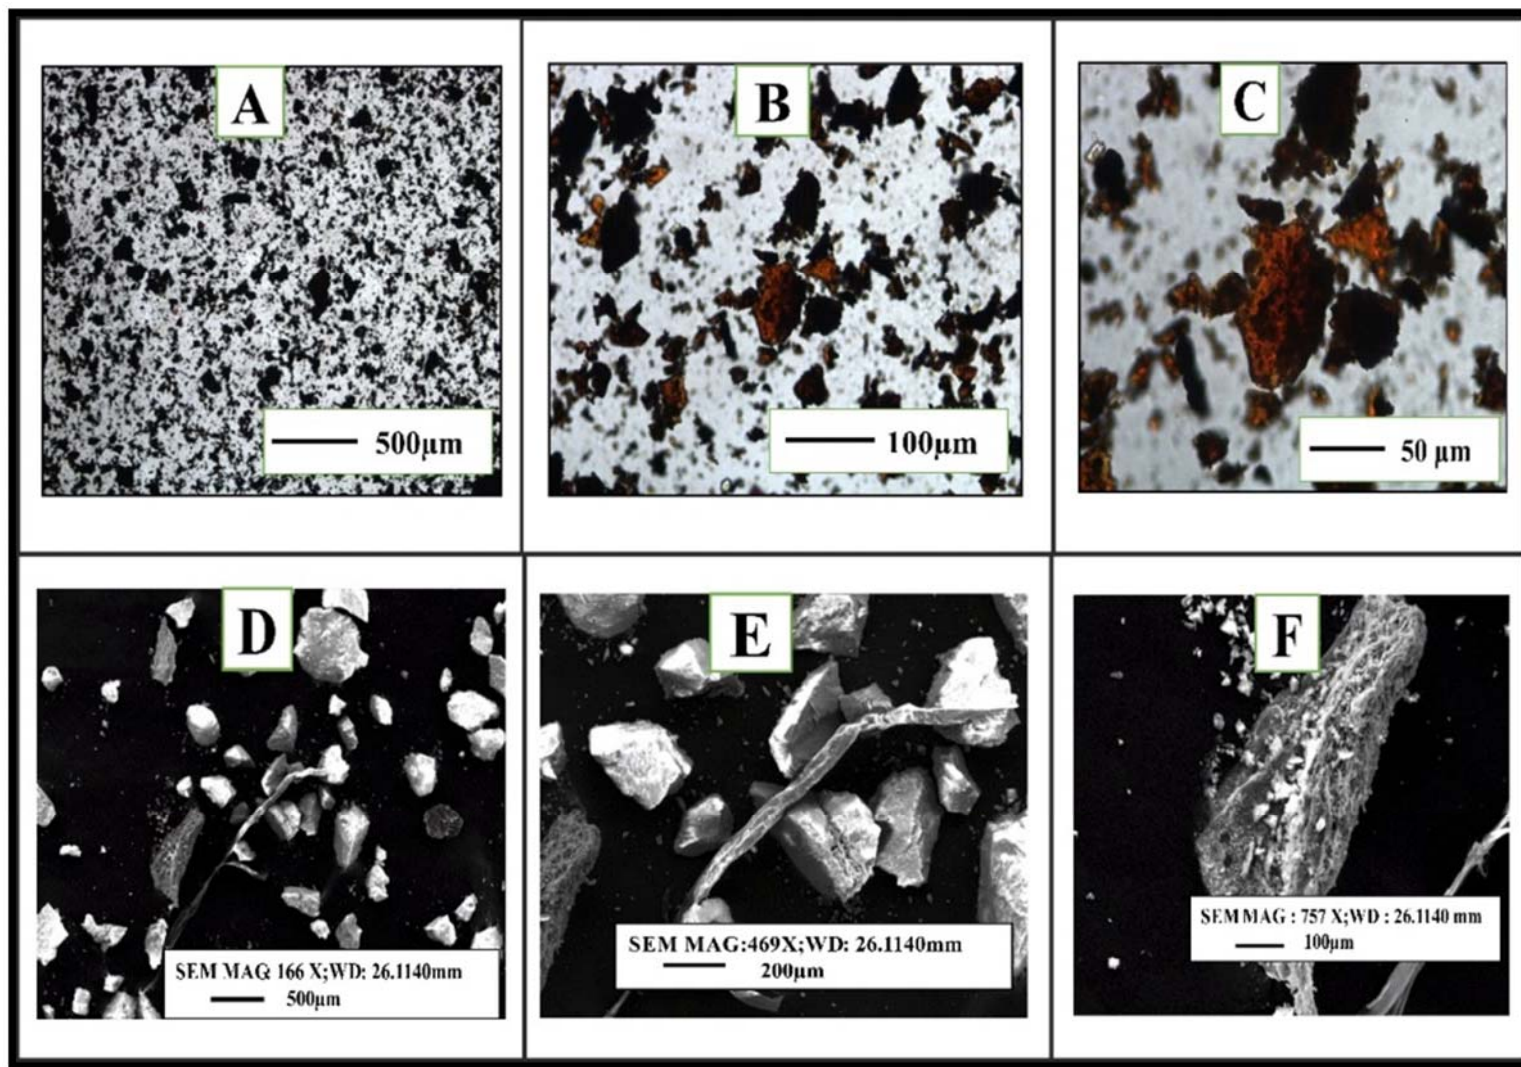 A
B
C
500µm
100µm
50 µm
D
E
F
SEM MAG: 166 X;WD: 26.1140mm
500µm
SEM MAG:469X;WD: 26.1140mm
200µm
SEM MAG : 757 X;WD : 26.1140 mm
100µm